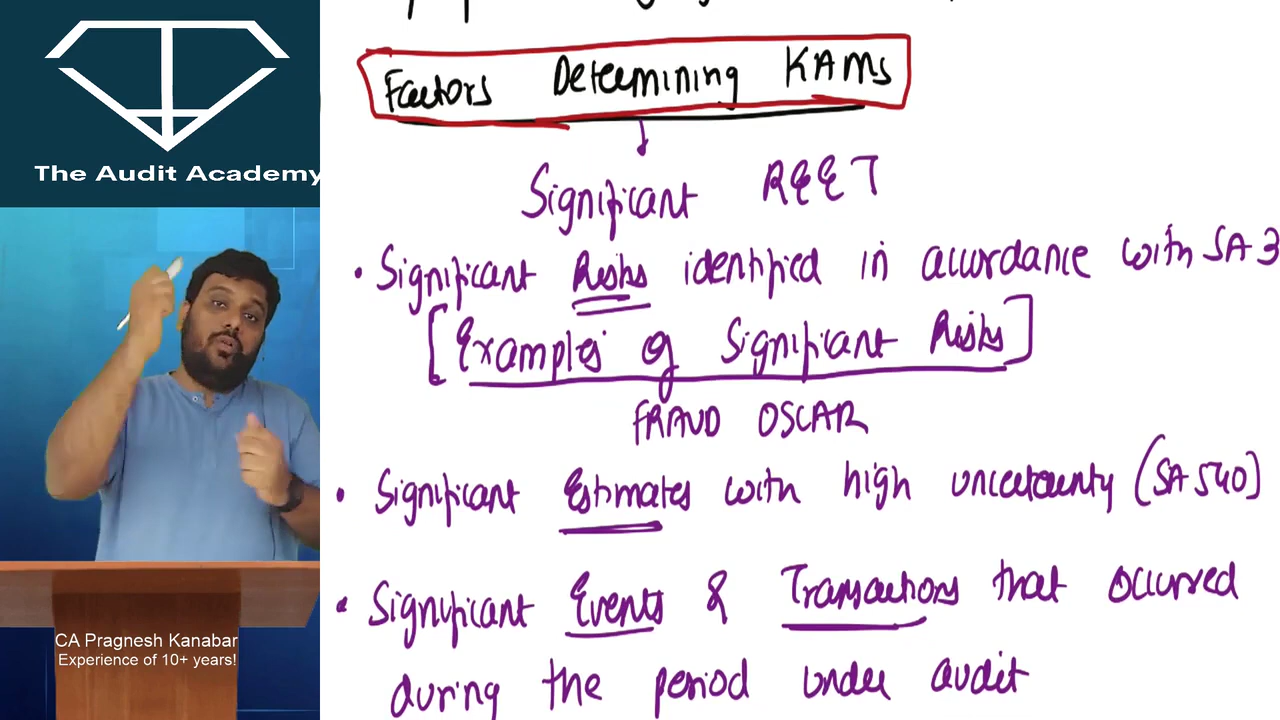 The Audit Academy
Factors Determining KAMs
Significant REET
• Significant Risks identified in accordance with SA 3
[Examples of Significant Risks]
FRAUD OSCAR
• Significant Estimates with high uncertainty (SA 540)
• Significant Events & Transactions that occurred
during the period under audit
CA Pragnesh Kanabar
Experience of 10+ years!